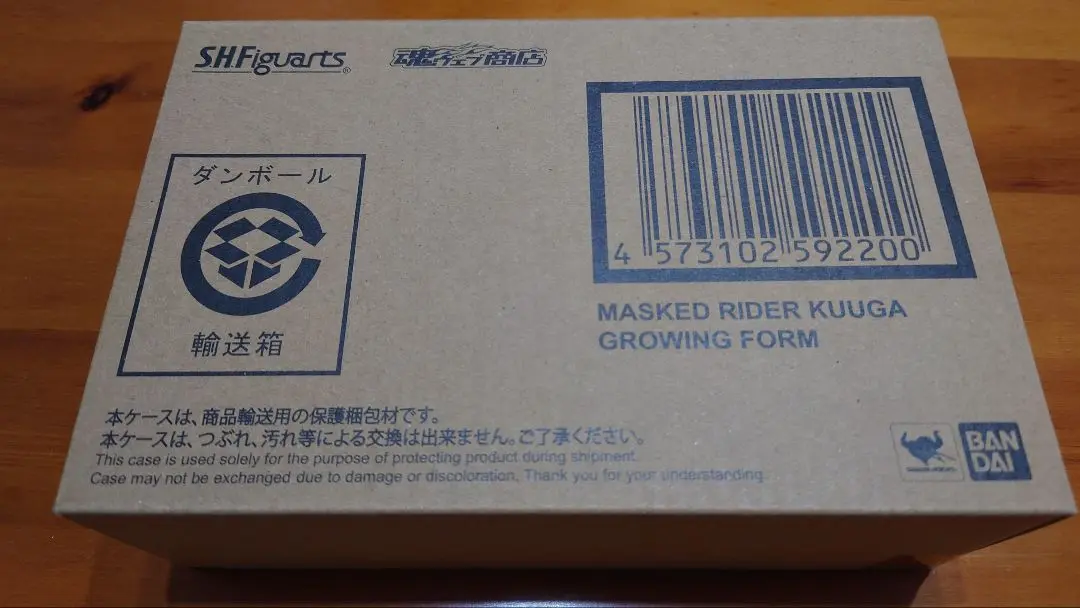 S.H.Figuarts®
魂ウェブ商店
ダンボール
輸送箱
4 573102 592200
MASKED RIDER KUUGA
GROWING FORM
本ケースは、商品輸送用の保護梱包材です。
本ケースは、つぶれ、汚れ等による交換は出来ません。ご了承ください。
This case is used solely for the purpose of protecting product during shipment.
Case may not be exchanged due to damage or discoloration. Thank you for your understanding.
BAN
DAI